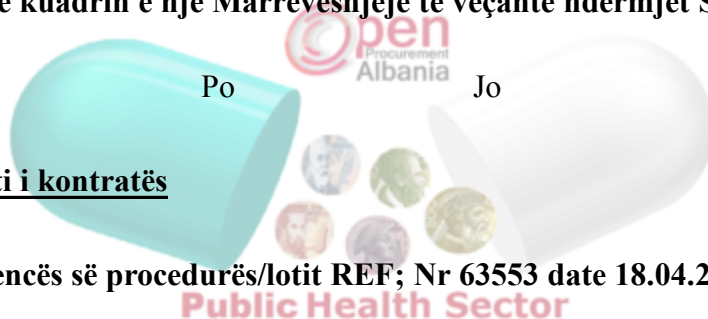 e kuadrin e një Marrëveshjeje të veçantë ndërmjet S
Open
Procurement
Albania
Po Jo
ti i kontratës
encës së procedurës/lotit REF; Nr 63553 date 18.04.2
Public Health Sector